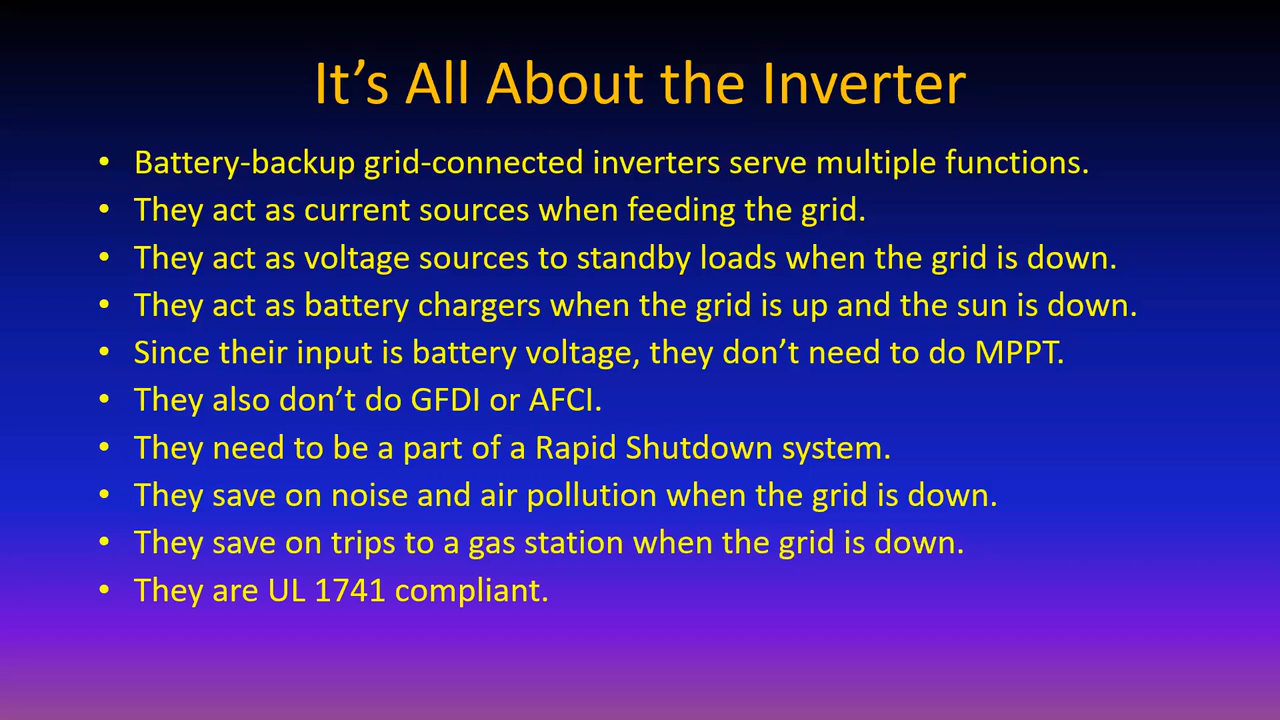 It's All About the Inverter
• Battery-backup grid-connected inverters serve multiple functions.
• They act as current sources when feeding the grid.
• They act as voltage sources to standby loads when the grid is down.
• They act as battery chargers when the grid is up and the sun is down.
• Since their input is battery voltage, they don't need to do MPPT.
• They also don't do GFDI or AFCI.
• They need to be a part of a Rapid Shutdown system.
• They save on noise and air pollution when the grid is down.
• They save on trips to a gas station when the grid is down.
• They are UL 1741 compliant.